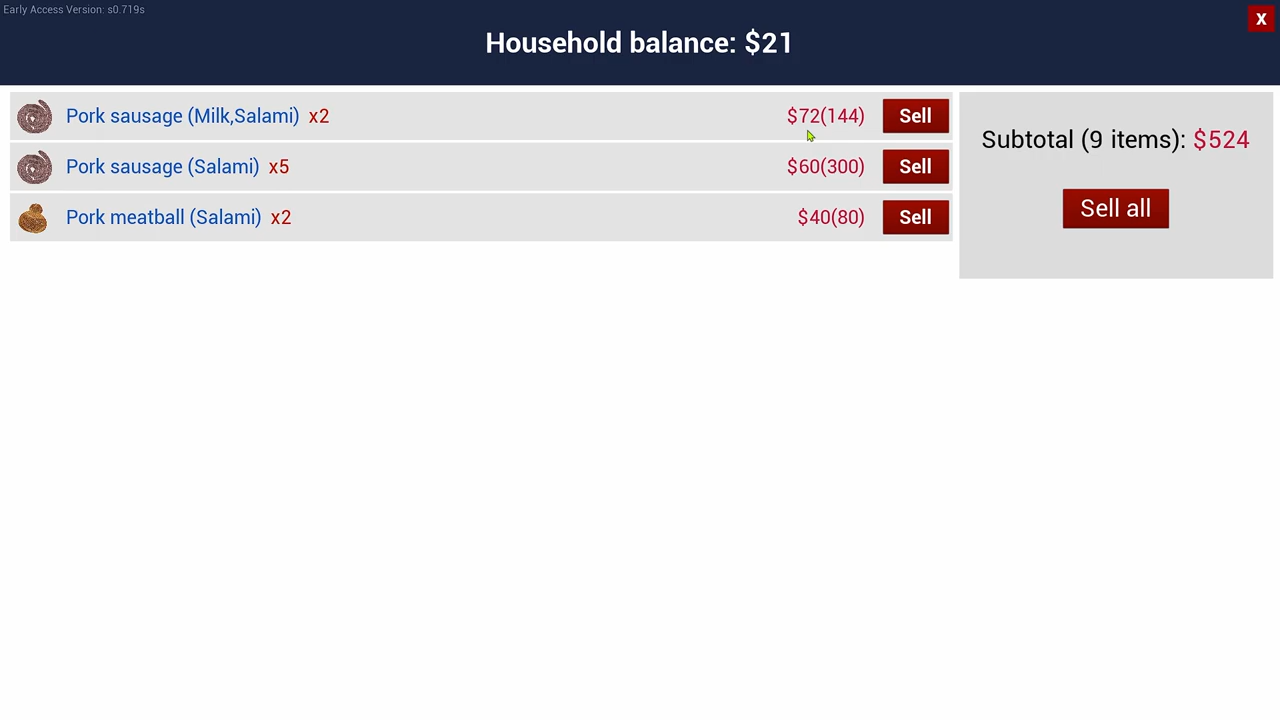 Early Access Version: s0.719s
X
Household balance: $21
Pork sausage (Milk,Salami) x2 $72(144) Sell
Pork sausage (Salami) x5 $60(300) Sell
Pork meatball (Salami) x2 $40(80) Sell
Subtotal (9 items): $524
Sell all